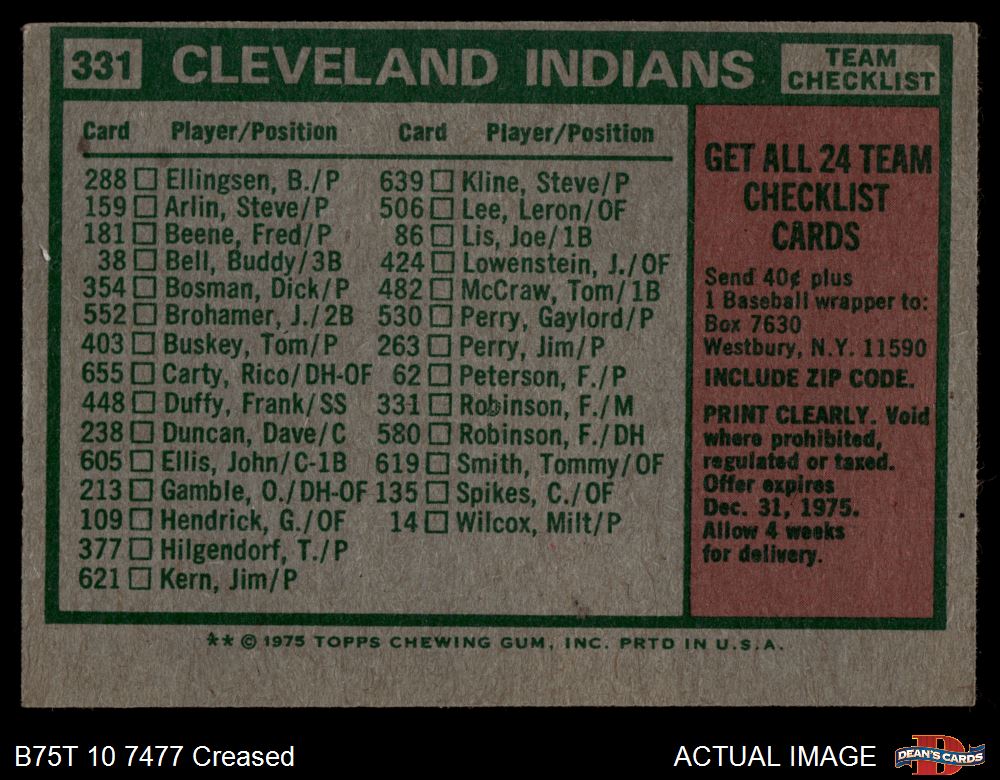 331 CLEVELAND INDIANS TEAM CHECKLIST
Card Player/Position
288 ☐ Ellingsen, B./P
159 ☐ Arlin, Steve/P
181 ☐ Beene, Fred/P
38 ☐ Bell, Buddy/3B
354 ☐ Bosman, Dick/P
552 ☐ Brohamer, J./2B
403 ☐ Buskey, Tom/P
655 ☐ Carty, Rico/DH-OF
448 ☐ Duffy, Frank/SS
238 ☐ Duncan, Dave/C
605 ☐ Ellis, John/C-1B
213 ☐ Gamble, O./DH-OF
109 ☐ Hendrick, G./OF
377 ☐ Hilgendorf, T./P
621 ☐ Kern, Jim/P
Card Player/Position
639 ☐ Kline, Steve/P
506 ☐ Lee, Leron/OF
86 ☐ Lis, Joe/1B
424 ☐ Lowenstein, J./OF
482 ☐ McCraw, Tom/1B
530 ☐ Perry, Gaylord/P
263 ☐ Perry, Jim/P
62 ☐ Peterson, F./P
331 ☐ Robinson, F./M
580 ☐ Robinson, F./DH
619 ☐ Smith, Tommy/OF
135 ☐ Spikes, C./OF
14 ☐ Wilcox, Milt/P
GET ALL 24 TEAM
CHECKLIST
CARDS
Send 40¢ plus
1 Baseball wrapper to:
Box 7630
Westbury, N.Y. 11590
INCLUDE ZIP CODE.
PRINT CLEARLY. Void
where prohibited,
regulated or taxed.
Offer expires
Dec. 31, 1975.
Allow 4 weeks
for delivery.
** © 1975 TOPPS CHEWING GUM, INC. PRTD IN U.S.A.
B75T 10 7477 Creased
ACTUAL IMAGE
D
DEAN'S CARDS